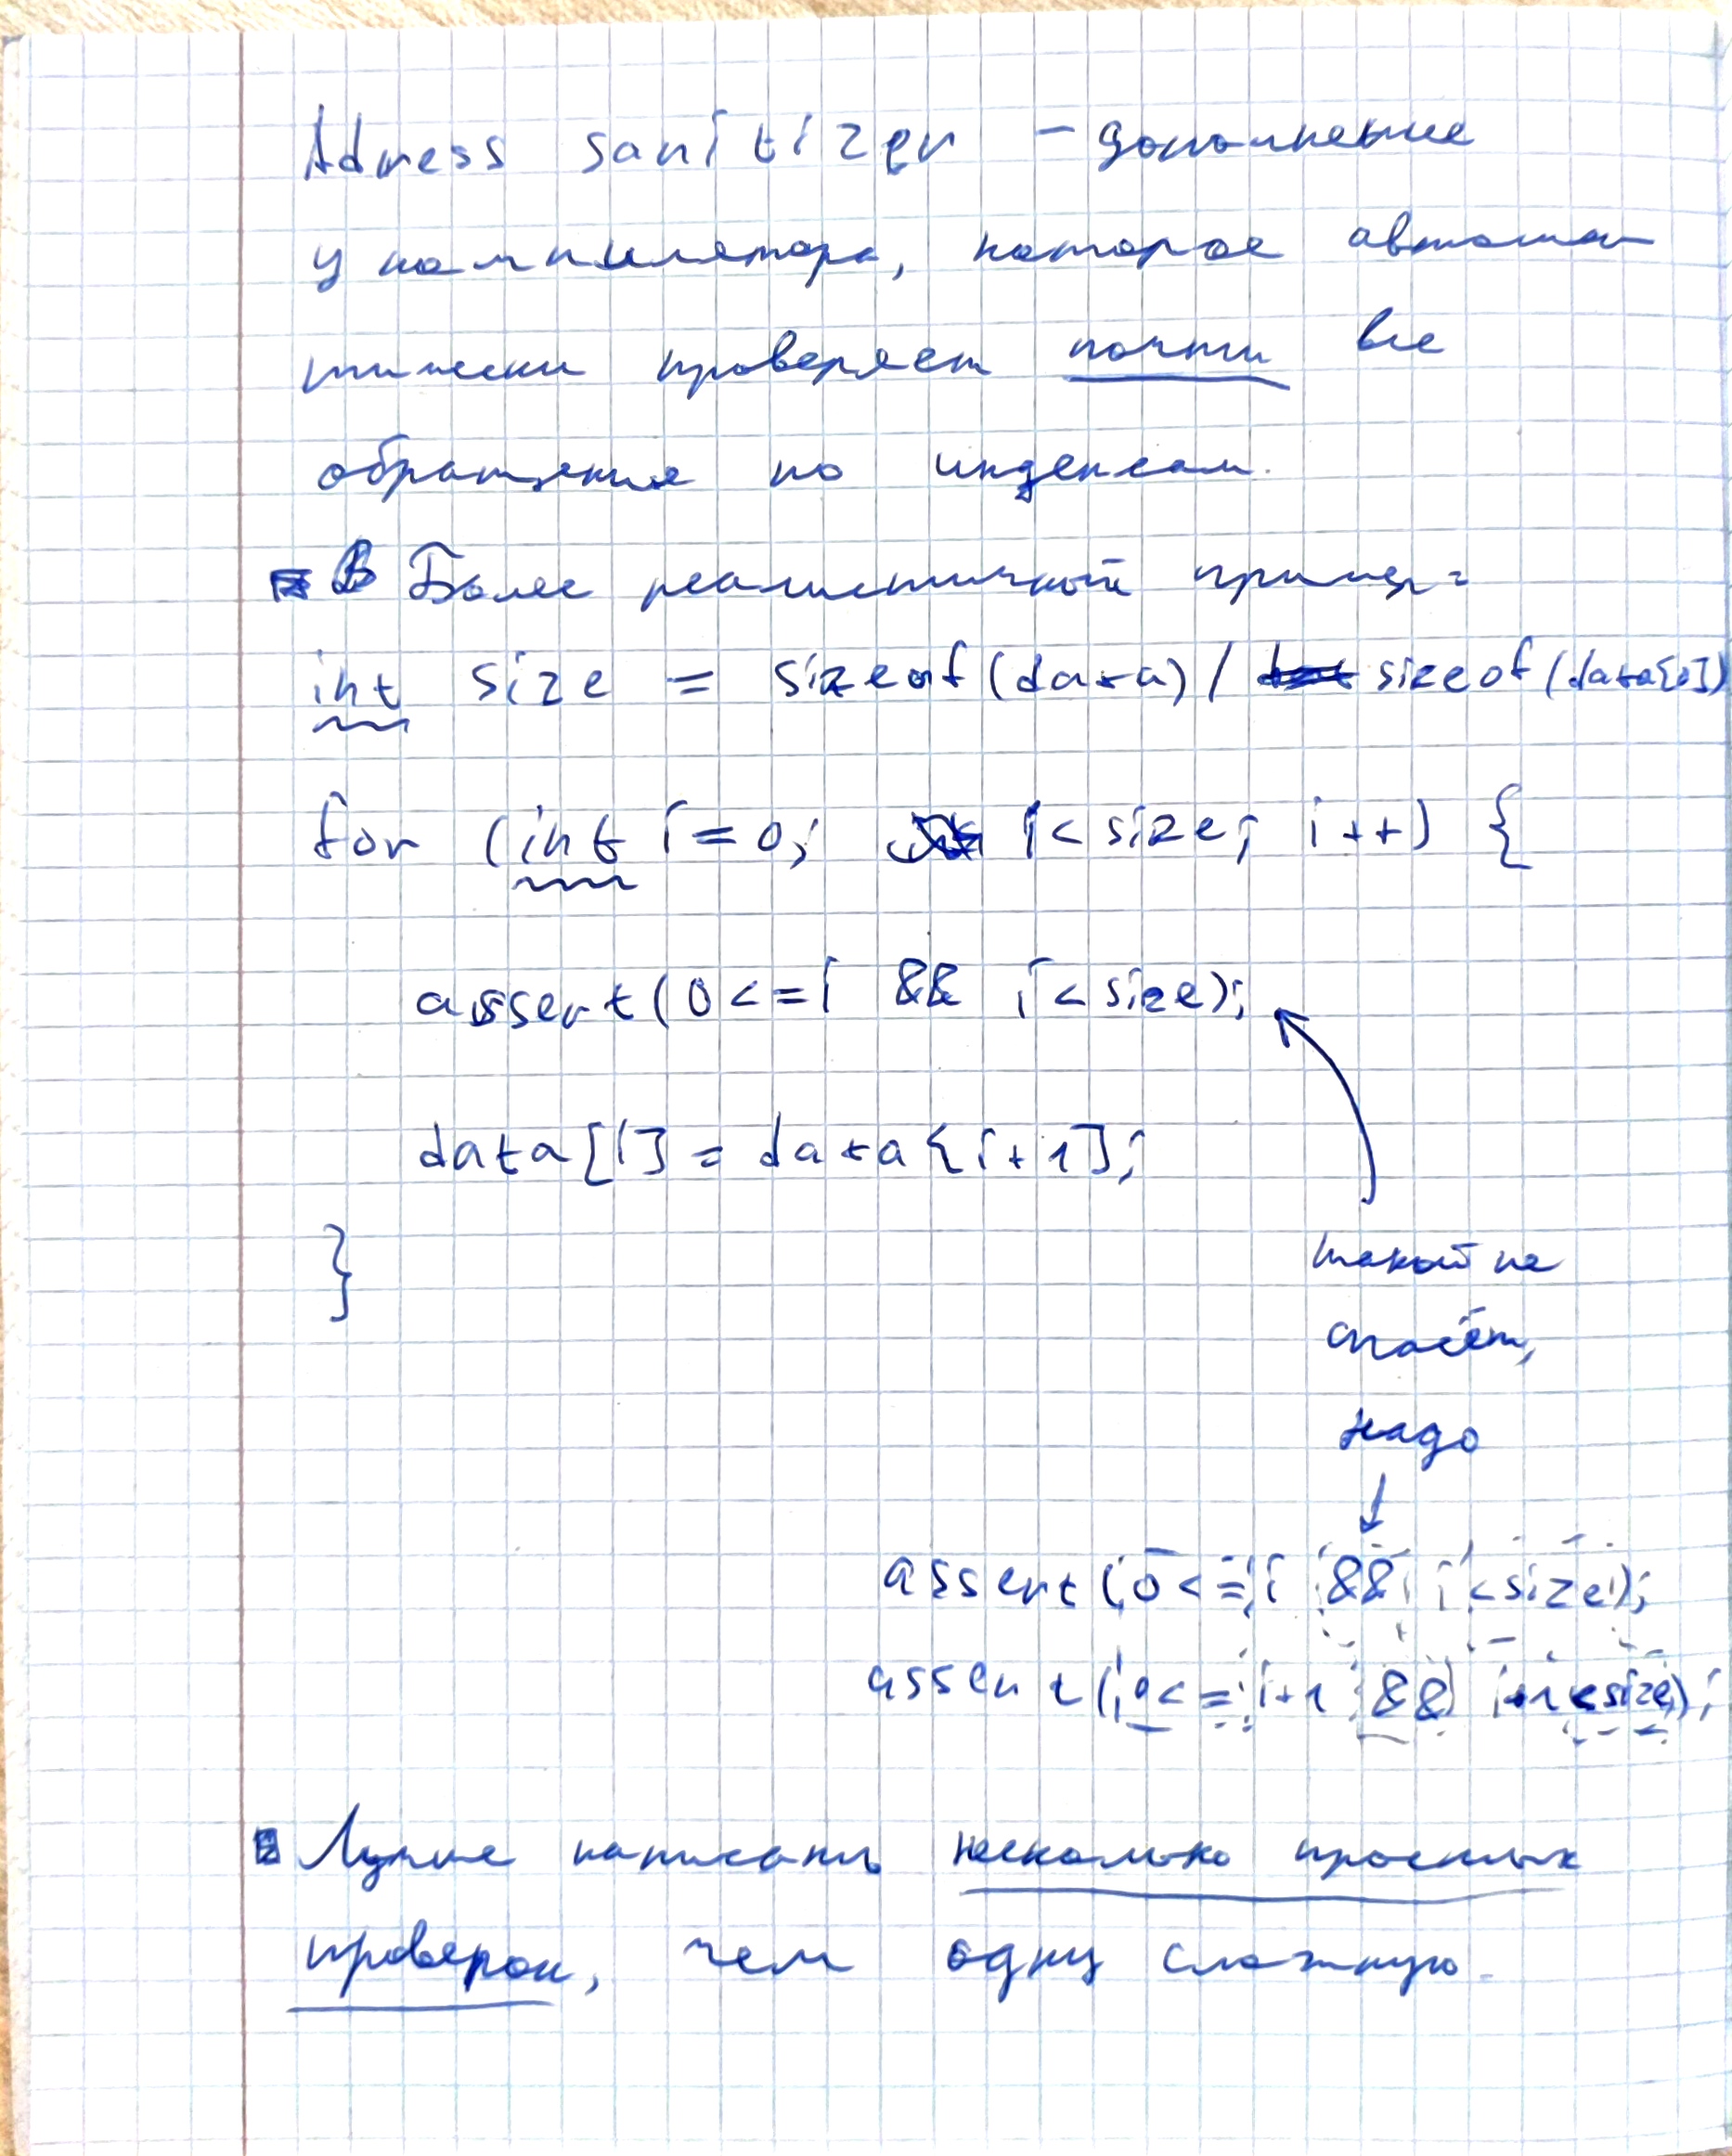 Adress sanitizer - дополнение
у компилятора, которое автома
тически проверяет почти все
обращения по индексам.
Более реалистичный пример:
int size = sizeof(data) / sizeof(data[0])
for (int i=0; i<size; i++) {
assert(0<=i && i<size);
data[i] = data[i+1];
}
такой не
спасёт,
надо
assert(0<=i && i<size);
assert(0<=i+1 && i+1<size);
Лучше написать несколько простых
проверок, чем одну сложную.